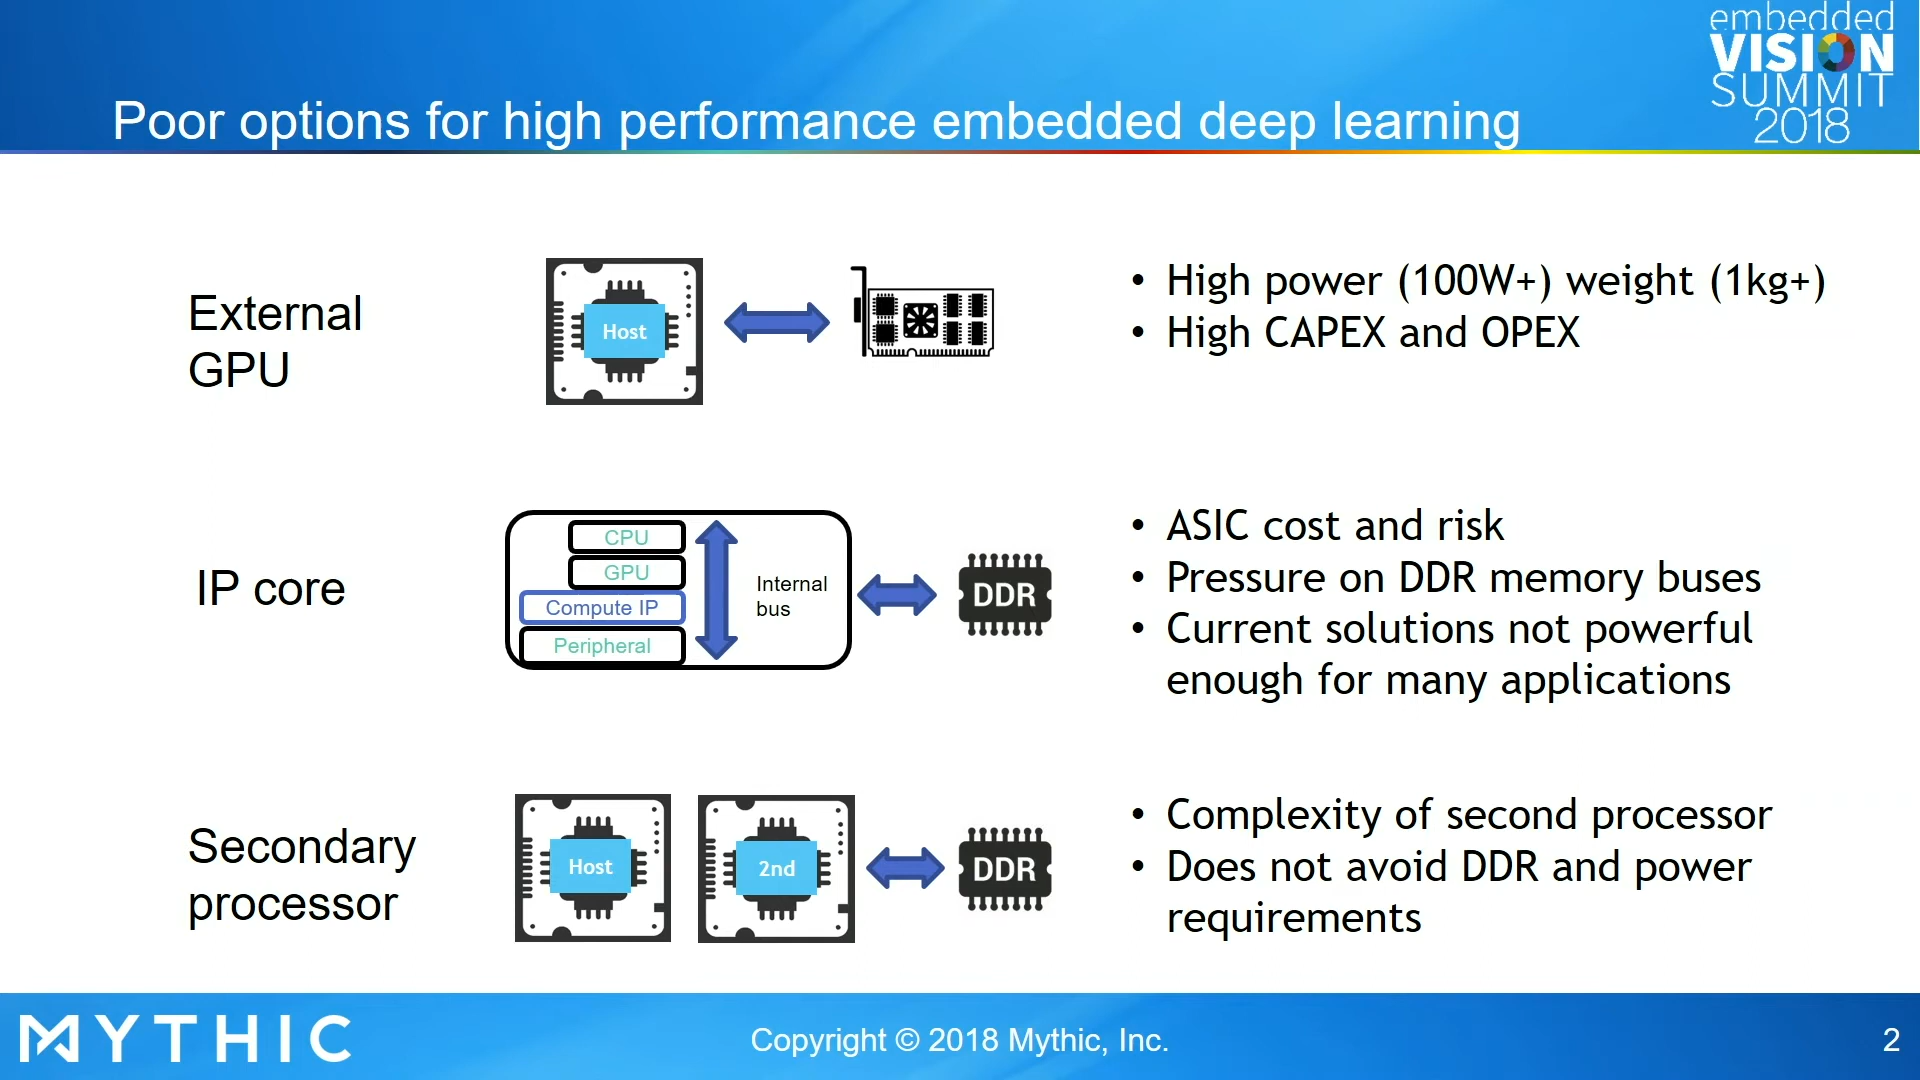 embedded
VISION
SUMMIT
2018
Poor options for high performance embedded deep learning
External
GPU
Host
• High power (100W+) weight (1kg+)
• High CAPEX and OPEX
IP core
CPU
GPU
Compute IP
Peripheral
Internal
bus
DDR
• ASIC cost and risk
• Pressure on DDR memory buses
• Current solutions not powerful
enough for many applications
Secondary
processor
Host
2nd
DDR
• Complexity of second processor
• Does not avoid DDR and power
requirements
MYTHIC
Copyright © 2018 Mythic, Inc.
2